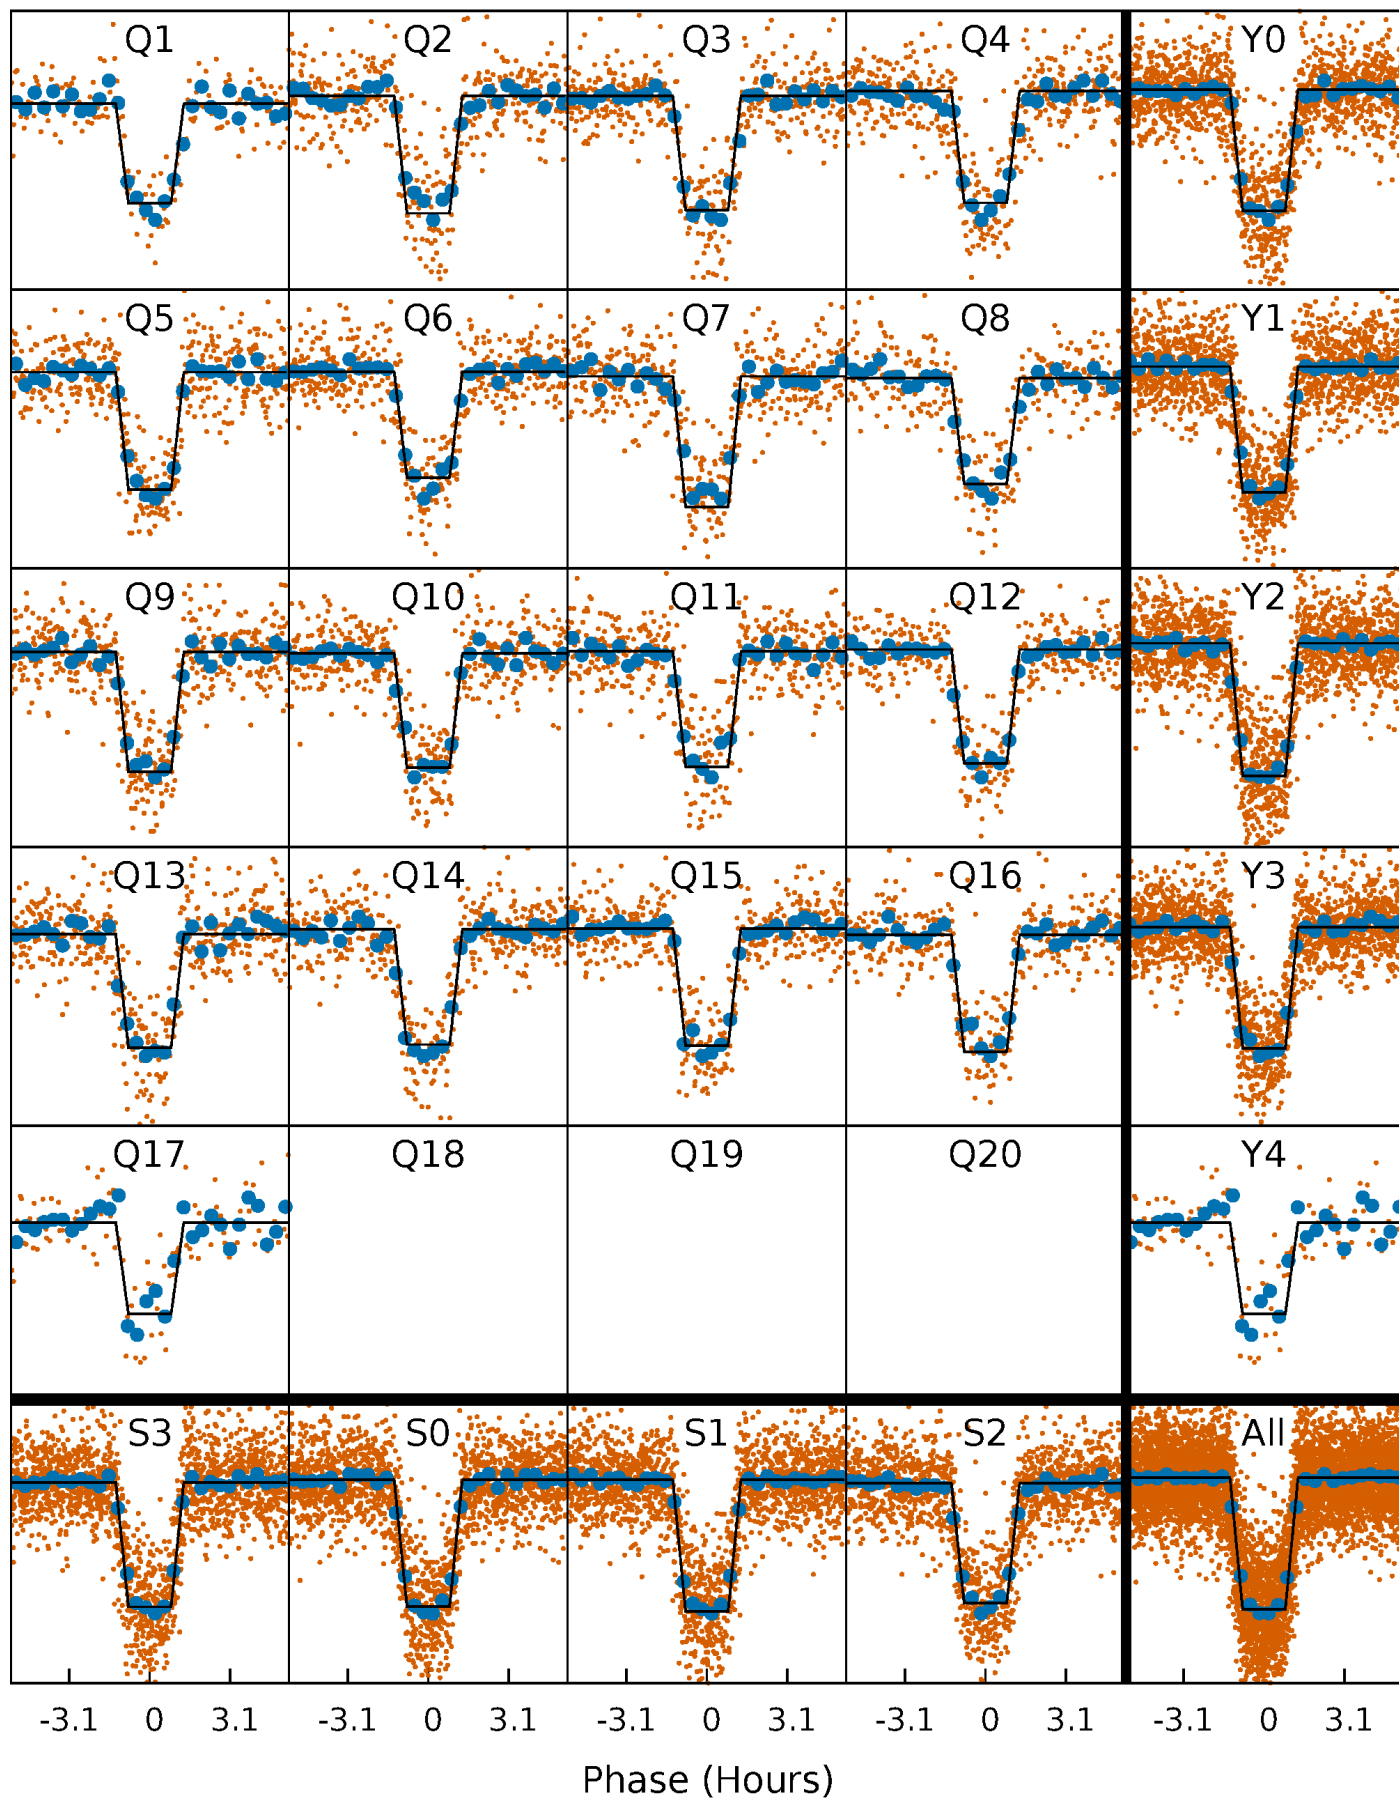 Q1 Q2 Q3 Q4 Y0
Q5 Q6 Q7 Q8 Y1
Q9 Q10 Q11 Q12 Y2
Q13 Q14 Q15 Q16 Y3
Q17 Q18 Q19 Q20 Y4
S3 S0 S1 S2 All
-3.1 0 3.1 -3.1 0 3.1 -3.1 0 3.1 -3.1 0 3.1 -3.1 0 3.1
Phase (Hours)